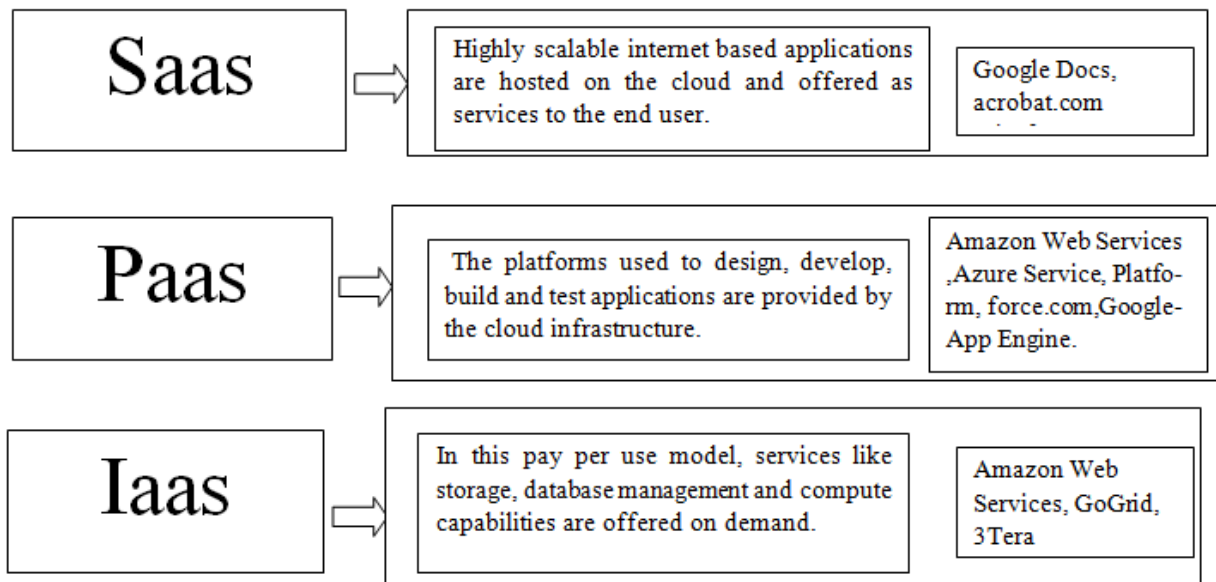 Saas
Highly scalable internet based applications
are hosted on the cloud and offered as
services to the end user.
Google Docs,
acrobat.com
Paas
The platforms used to design, develop,
build and test applications are provided by
the cloud infrastructure.
Amazon Web Services
,Azure Service, Platfo-
rm, force.com,Google-
App Engine.
Iaas
In this pay per use model, services like
storage, database management and compute
capabilities are offered on demand.
Amazon Web
Services, GoGrid,
3Tera